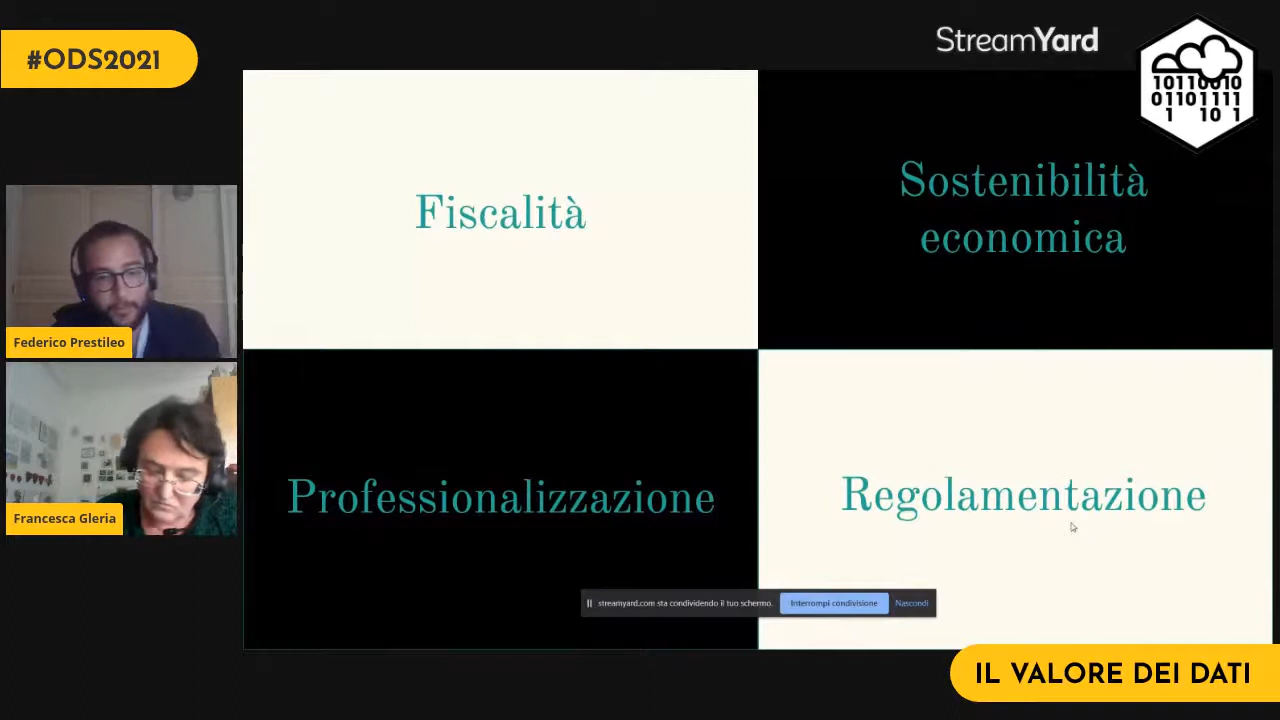 #ODS2021
StreamYard
10110010
01101111
1 10 1
Fiscalità
Sostenibilità
economica
Federico Prestileo
Francesca Gleria
Professionalizzazione
Regolamentazione
streamyard.com sta condividendo il tuo schermo.
Interrompi condivisione
Nascondi
IL VALORE DEI DATI